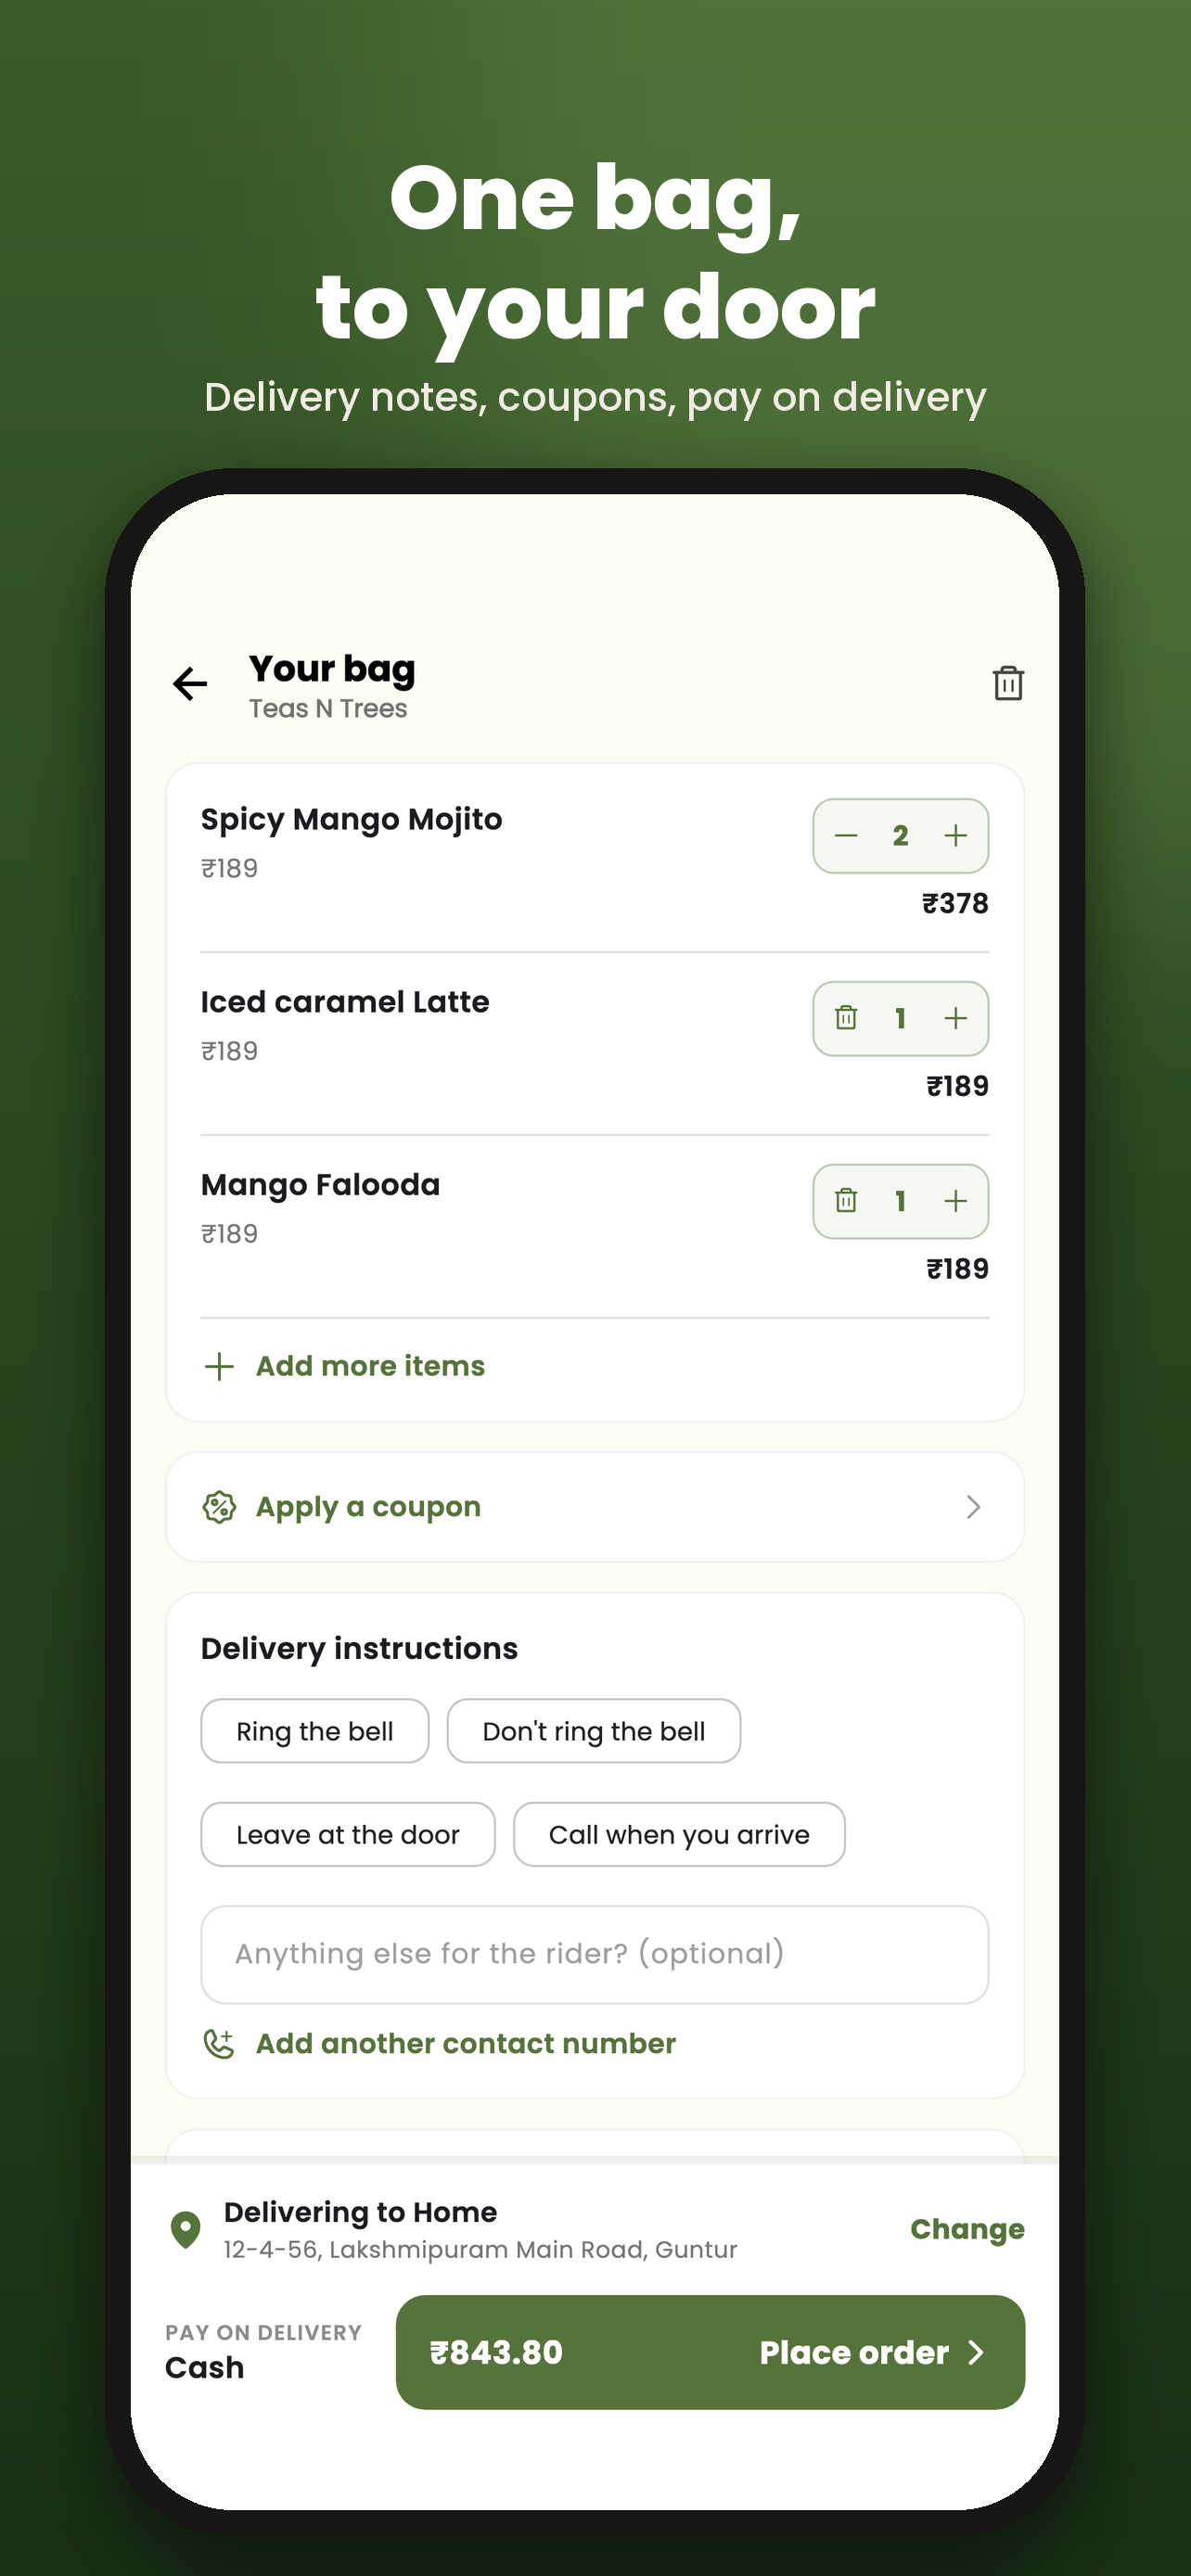 One bag,
to your door
Delivery notes, coupons, pay on delivery
Your bag
Teas N Trees
Spicy Mango Mojito
2
₹189
₹378
Iced caramel Latte
1
₹189
₹189
Mango Falooda
1
₹189
₹189
Add more items
Apply a coupon
Delivery instructions
Ring the bell Don't ring the bell
Leave at the door Call when you arrive
Anything else for the rider? (optional)
Add another contact number
Delivering to Home
12-4-56, Lakshmipuram Main Road, Guntur
Change
PAY ON DELIVERY
Cash
₹843.80 Place order